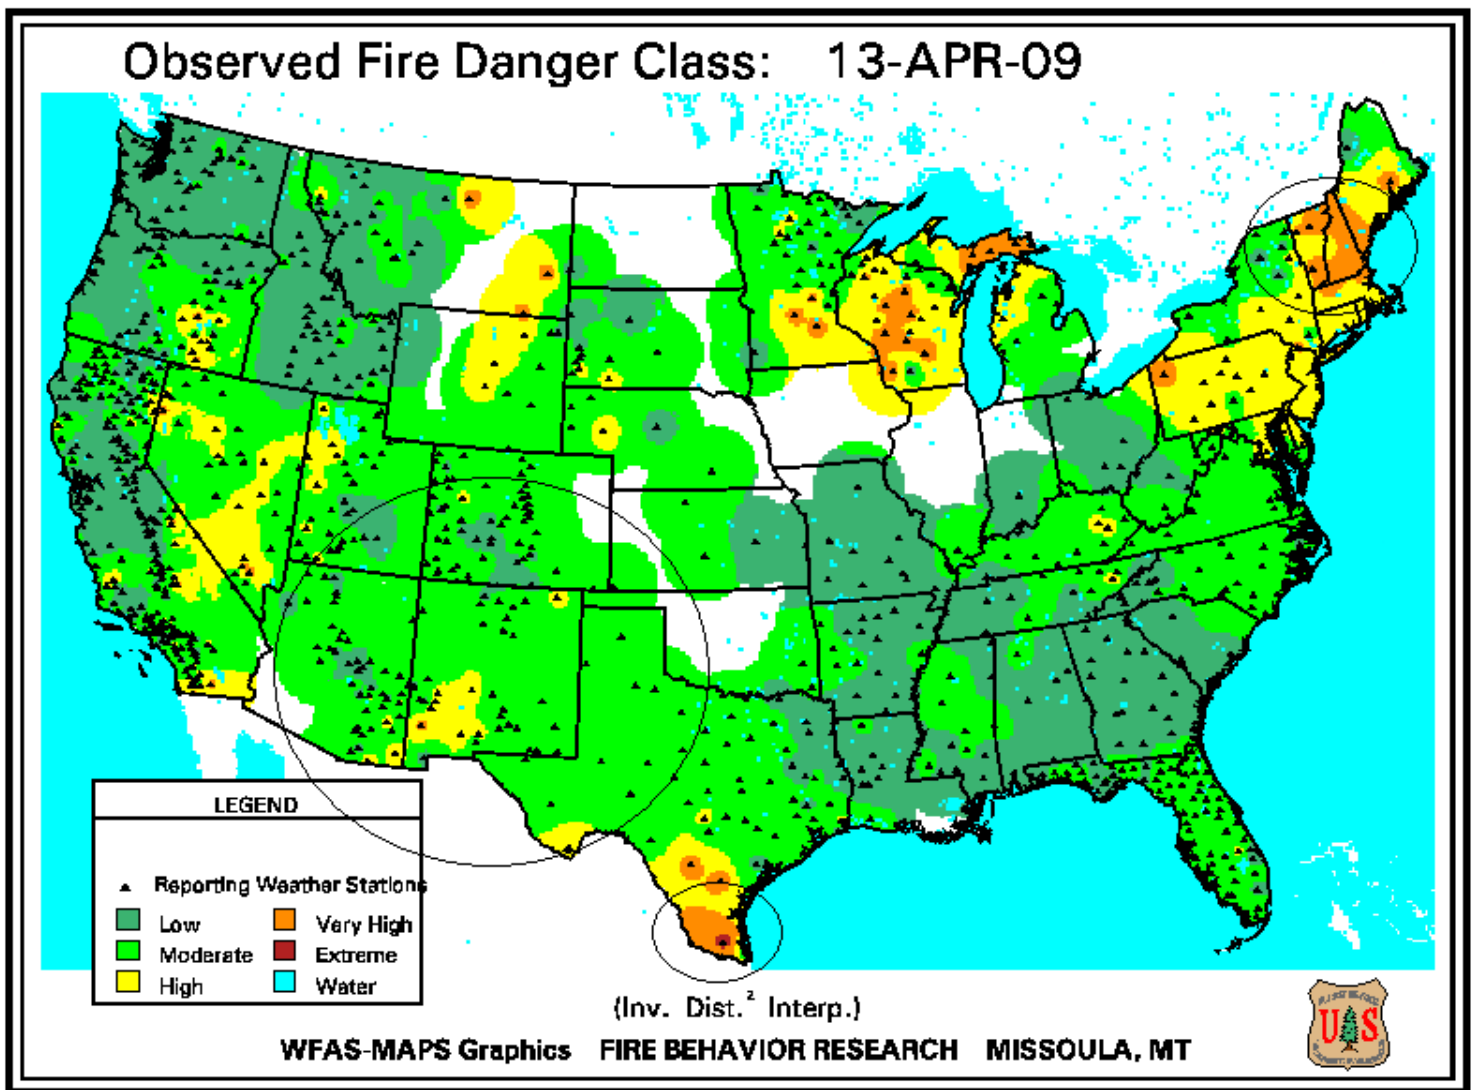 Observed Fire Danger Class: 13-APR-09
LEGEND
Reporting Weather Stations
Low
Very High
Moderate
Extreme
High
Water
(Inv. Dist.² Interp.)
WFAS-MAPS Graphics FIRE BEHAVIOR RESEARCH MISSOULA, MT
U S